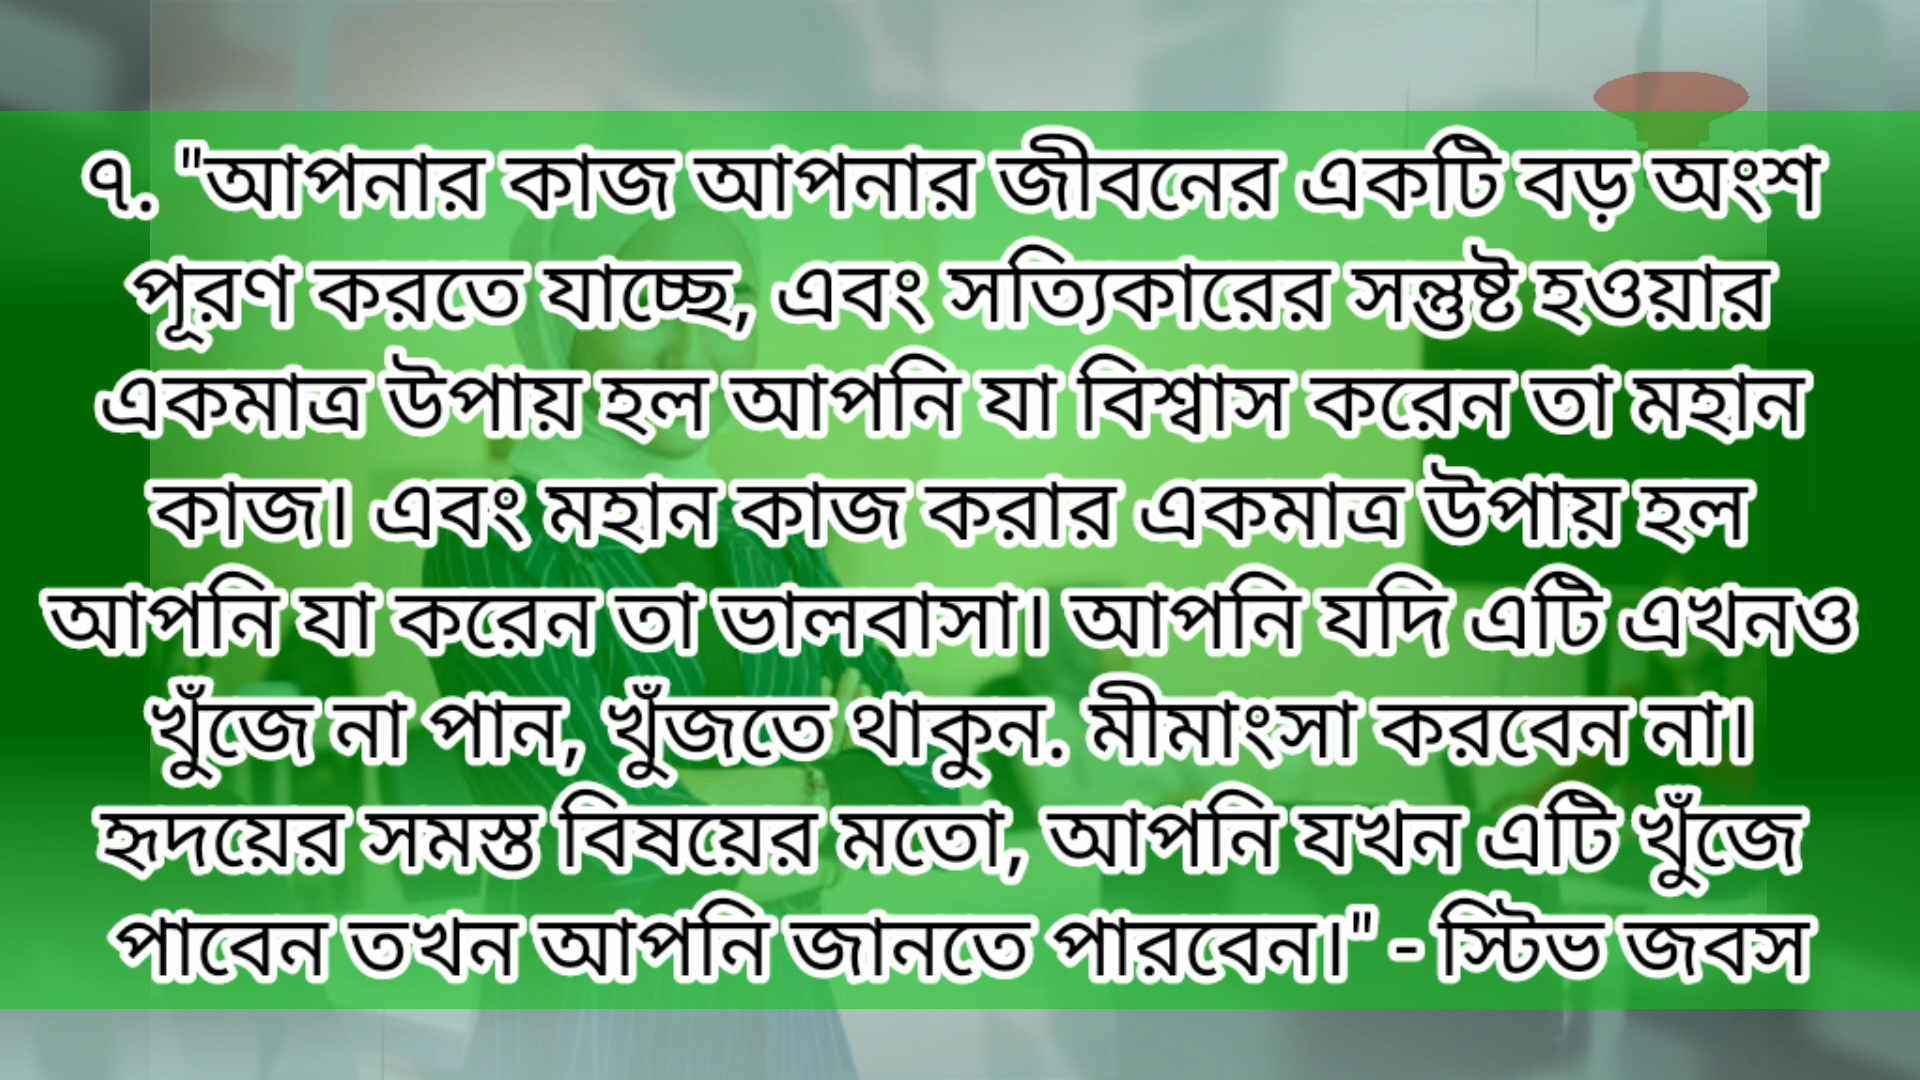 ৭. "আপনার কাজ আপনার জীবনের একটি বড় অংশ
পূরণ করতে যাচ্ছে, এবং সত্যিকারের সন্তুষ্ট হওয়ার
একমাত্র উপায় হল আপনি যা বিশ্বাস করেন তা মহান
কাজ। এবং মহান কাজ করার একমাত্র উপায় হল
আপনি যা করেন তা ভালবাসা। আপনি যদি এটি এখনও
খুঁজে না পান, খুঁজতে থাকুন. মীমাংসা করবেন না।
হৃদয়ের সমস্ত বিষয়ের মতো, আপনি যখন এটি খুঁজে
পাবেন তখন আপনি জানতে পারবেন।" - স্টিভ জবস